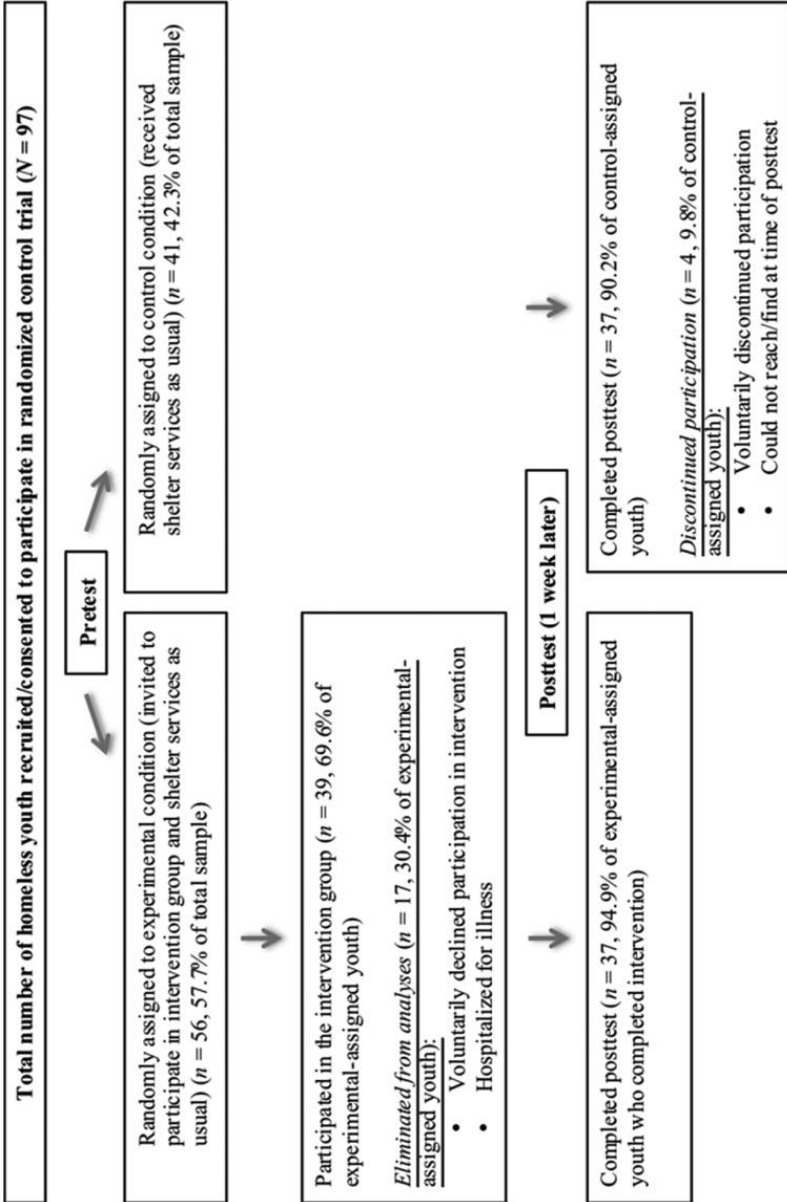 Total number of homeless youth recruited/consented to participate in randomized control trial (N = 97)
Pretest
Randomly assigned to experimental condition (invited to
participate in intervention group and shelter services as
usual) (n = 56, 57.7% of total sample)
Randomly assigned to control condition (received
shelter services as usual) (n = 41, 42.3% of total sample)
Participated in the intervention group (n = 39, 69.6% of
experimental-assigned youth)
Eliminated from analyses (n = 17, 30.4% of experimental-
assigned youth):
• Voluntarily declined participation in intervention
• Hospitalized for illness
Posttest (1 week later)
Completed posttest (n = 37, 94.9% of experimental-assigned
youth who completed intervention)
Completed posttest (n = 37, 90.2% of control-assigned
youth)
Discontinued participation (n = 4, 9.8% of control-
assigned youth):
• Voluntarily discontinued participation
• Could not reach/find at time of posttest